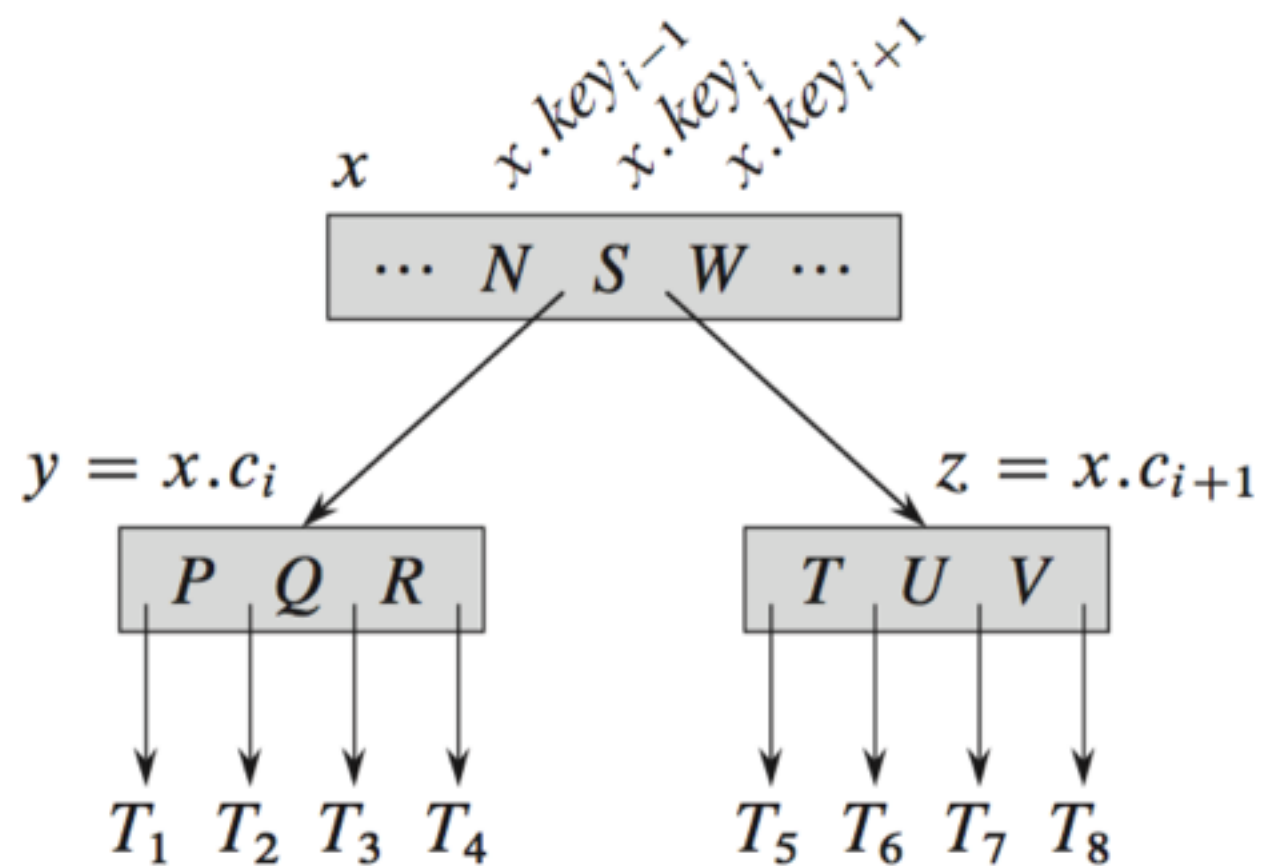 x x.key_{i-1} x.key_i x.key_{i+1}
··· N S W ···
y = x.c_i z = x.c_{i+1}
P Q R T U V
T_1 T_2 T_3 T_4 T_5 T_6 T_7 T_8